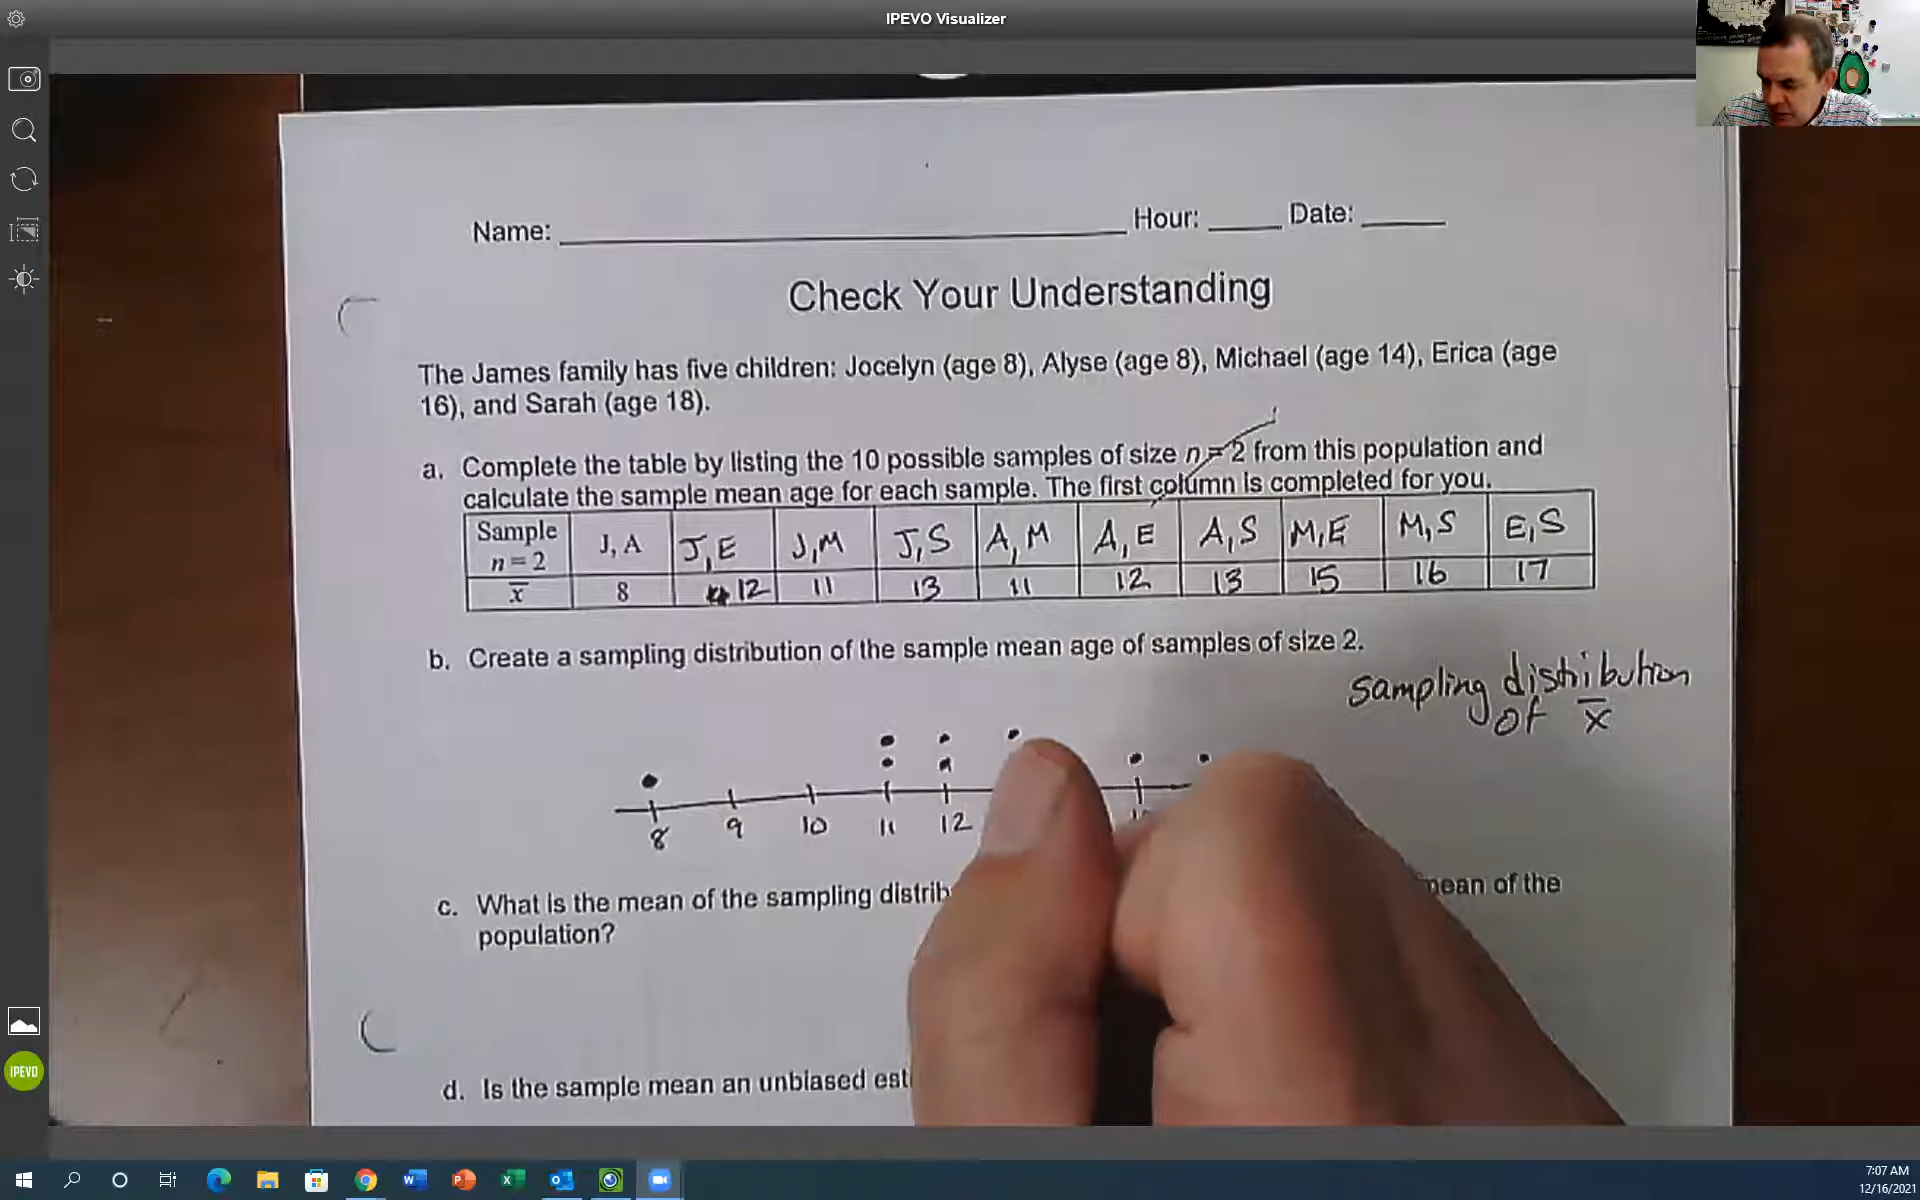 IPEVO Visualizer
Name: Hour: Date:
Check Your Understanding
The James family has five children: Jocelyn (age 8), Alyse (age 8), Michael (age 14), Erica (age
16), and Sarah (age 18).
a. Complete the table by listing the 10 possible samples of size n = 2 from this population and
calculate the sample mean age for each sample. The first column is completed for you.
Sample n = 2 J, A J,E J,M J,S A,M A,E A,S M,E M,S E,S
x̄ 8 12 11 13 11 12 13 15 16 17
b. Create a sampling distribution of the sample mean age of samples of size 2.
sampling distribution
of x̄
8 9 10 11 12
c. What is the mean of the sampling mean of the
population?
d. Is the sample mean an unbiased
IPEVO
7:07 AM
12/16/2021